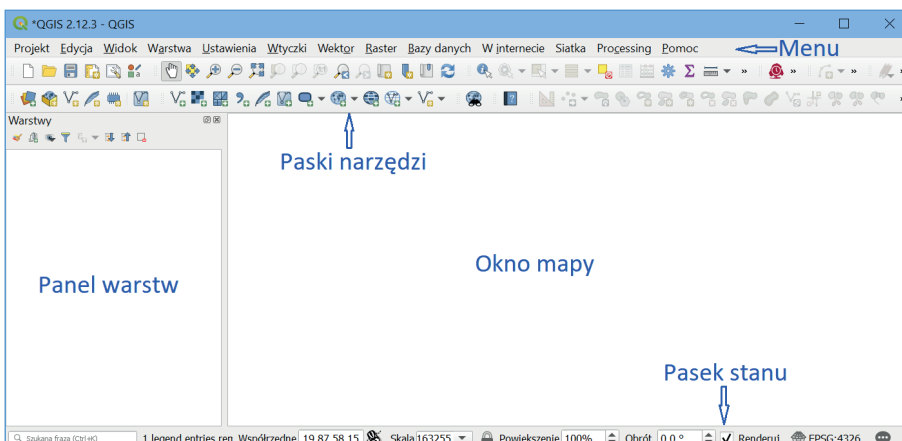 *QGIS 2.12.3 - QGIS
Projekt Edycja Widok Warstwa Ustawienia Wtyczki Wektor Raster Bazy danych W internecie Siatka Processing Pomoc Menu
Warstwy
Paski narzędzi
Panel warstw
Okno mapy
Pasek stanu
Szukana fraza (Ctrl+K) 1 legend entries ren Współrzędne 19.87,58.15 Skala 163255 Powiększenie 100% Obrót 0,0 ° Renderuj EPSG:4326